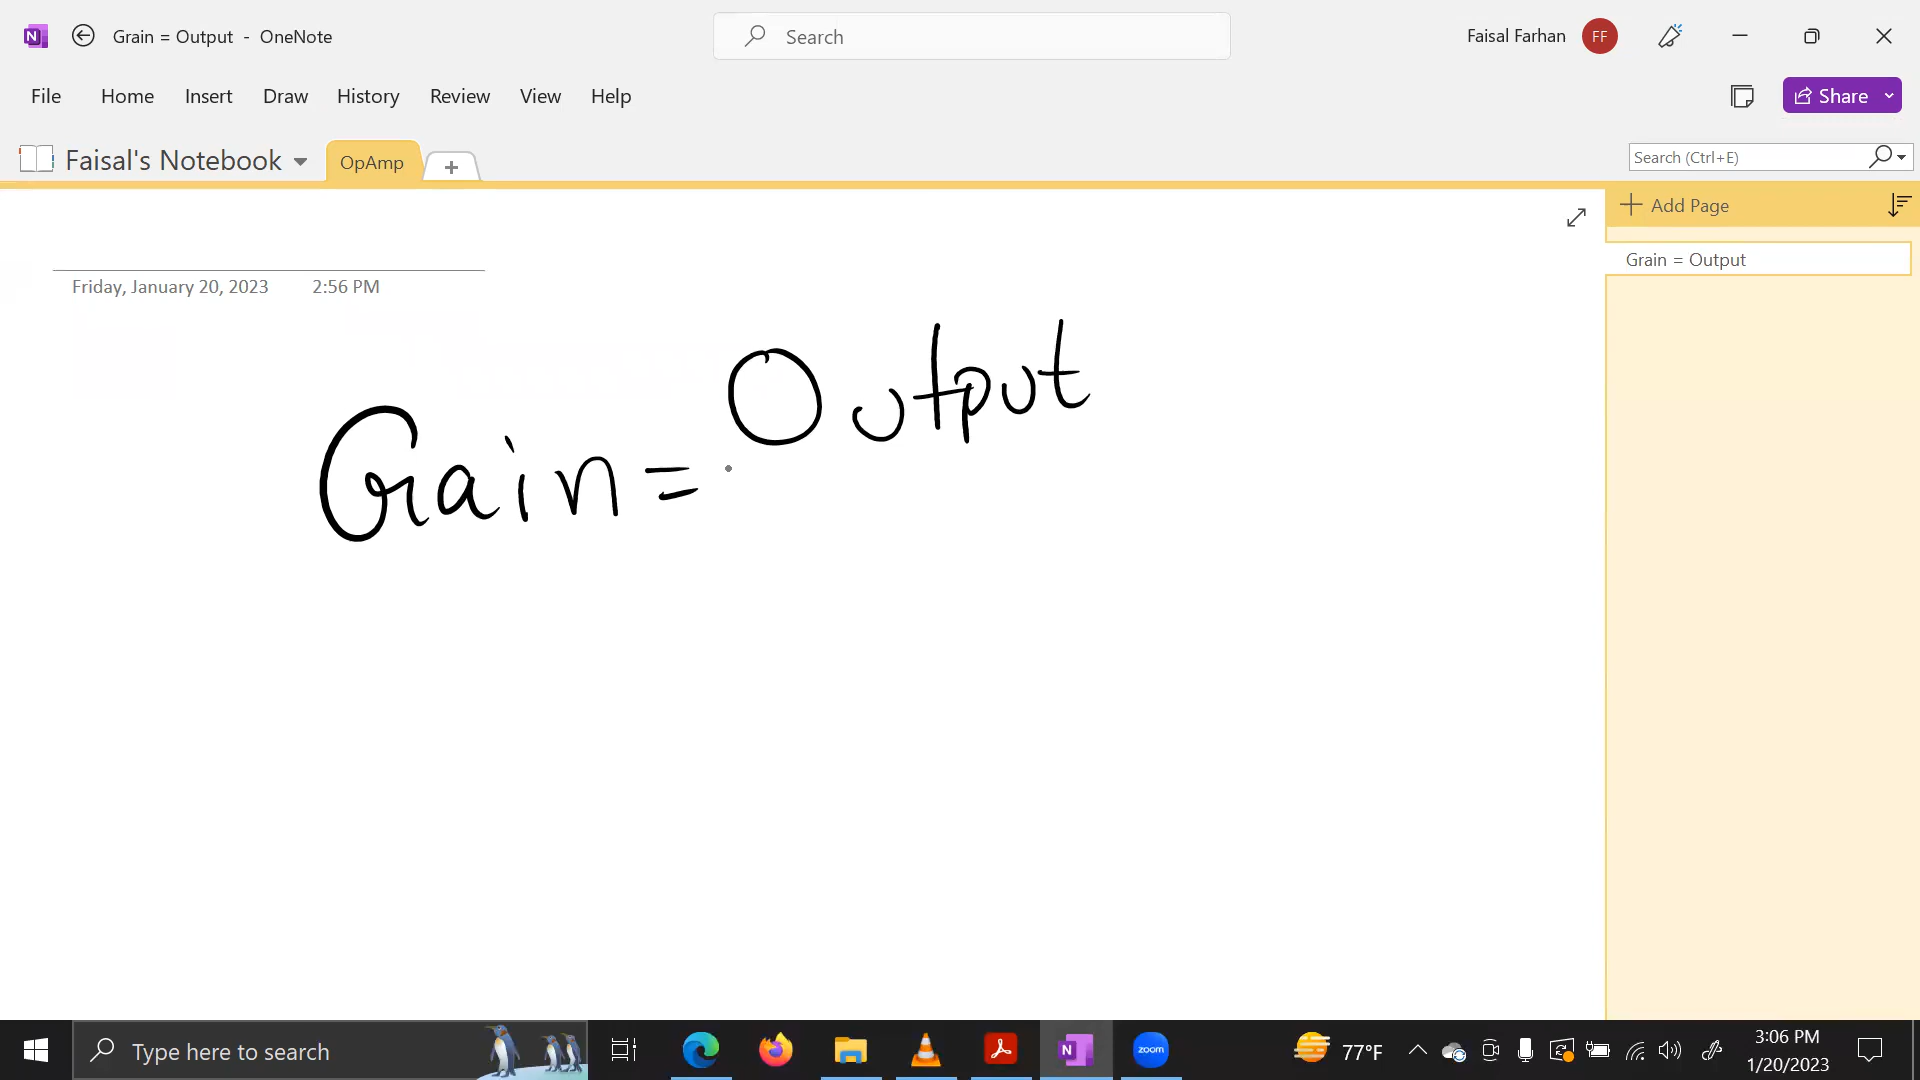 Grain = Output - OneNote
Search
Faisal Farhan
FF
File Home Insert Draw History Review View Help
Share
Faisal's Notebook
OpAmp
Search (Ctrl+E)
Add Page
Grain = Output
Friday, January 20, 2023 2:56 PM
Output
Gain =
Type here to search
zoom
77°F
3:06 PM
1/20/2023